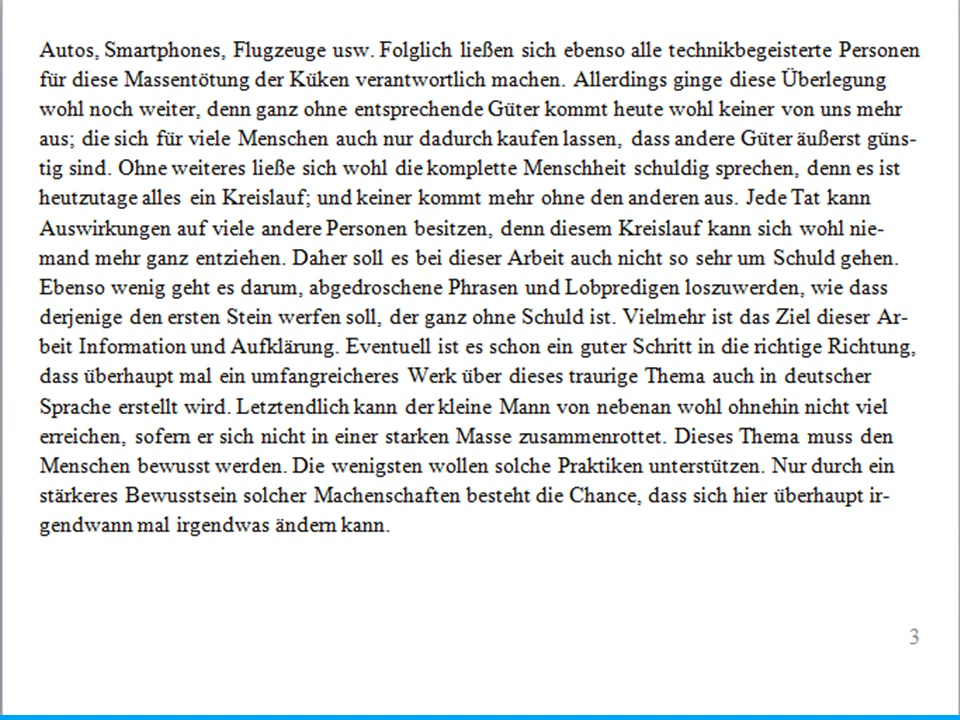 Autos, Smartphones, Flugzeuge usw. Folglich ließen sich ebenso alle technikbegeisterte Personen
für diese Massentötung der Küken verantwortlich machen. Allerdings ginge diese Überlegung
wohl noch weiter, denn ganz ohne entsprechende Güter kommt heute wohl keiner von uns mehr
aus; die sich für viele Menschen auch nur dadurch kaufen lassen, dass andere Güter äußerst güns-
tig sind. Ohne weiteres ließe sich wohl die komplette Menschheit schuldig sprechen, denn es ist
heutzutage alles ein Kreislauf; und keiner kommt mehr ohne den anderen aus. Jede Tat kann
Auswirkungen auf viele andere Personen besitzen, denn diesem Kreislauf kann sich wohl nie-
mand mehr ganz entziehen. Daher soll es bei dieser Arbeit auch nicht so sehr um Schuld gehen.
Ebenso wenig geht es darum, abgedroschene Phrasen und Lobpredigen loszuwerden, wie dass
derjenige den ersten Stein werfen soll, der ganz ohne Schuld ist. Vielmehr ist das Ziel dieser Ar-
beit Information und Aufklärung. Eventuell ist es schon ein guter Schritt in die richtige Richtung,
dass überhaupt mal ein umfangreicheres Werk über dieses traurige Thema auch in deutscher
Sprache erstellt wird. Letztendlich kann der kleine Mann von nebenan wohl ohnehin nicht viel
erreichen, sofern er sich nicht in einer starken Masse zusammenrottet. Dieses Thema muss den
Menschen bewusst werden. Die wenigsten wollen solche Praktiken unterstützen. Nur durch ein
stärkeres Bewusstsein solcher Machenschaften besteht die Chance, dass sich hier überhaupt ir-
gendwann mal irgendwas ändern kann.
3